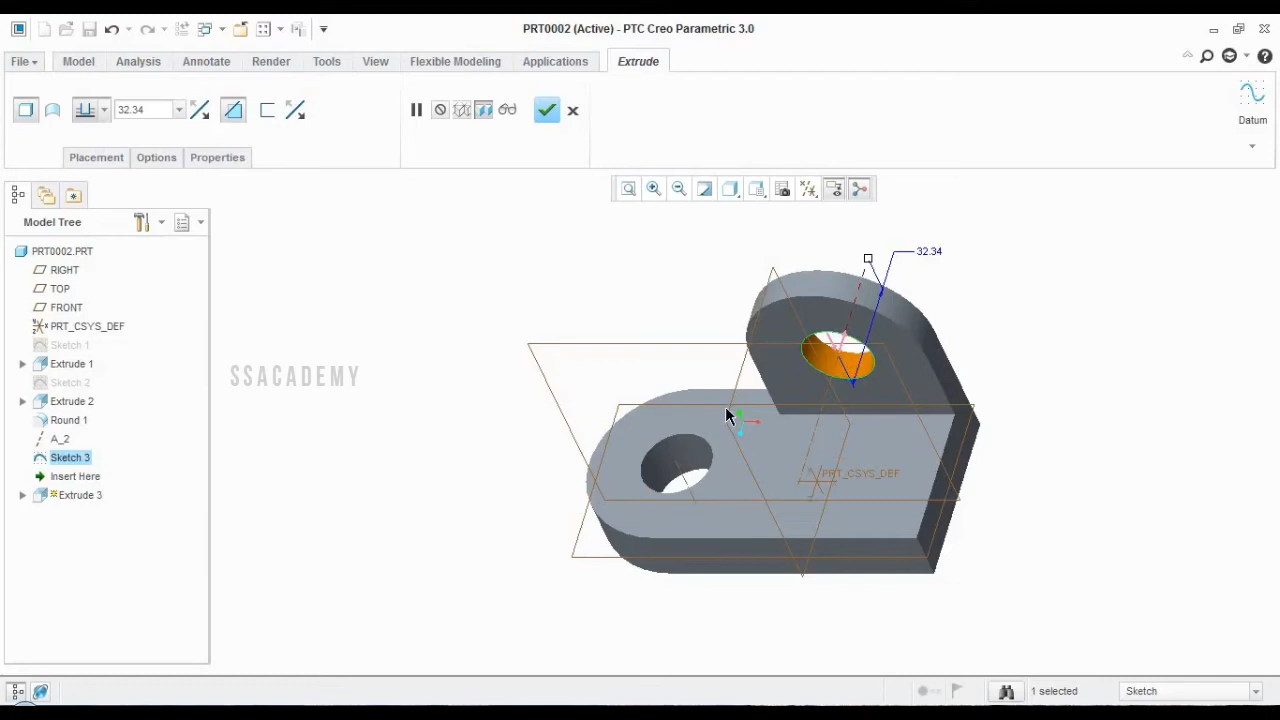 PRT0002 (Active) - PTC Creo Parametric 3.0
File
Model
Analysis
Annotate
Render
Tools
View
Flexible Modeling
Applications
Extrude
32.34
Datum
Placement
Options
Properties
Model Tree
PRT0002.PRT
RIGHT
TOP
FRONT
PRT_CSYS_DEF
Sketch 1
Extrude 1
Sketch 2
Extrude 2
Round 1
A_2
Sketch 3
Insert Here
Extrude 3
SSACADEMY
32.34
PRT_CSYS_DEF
1 selected
Sketch